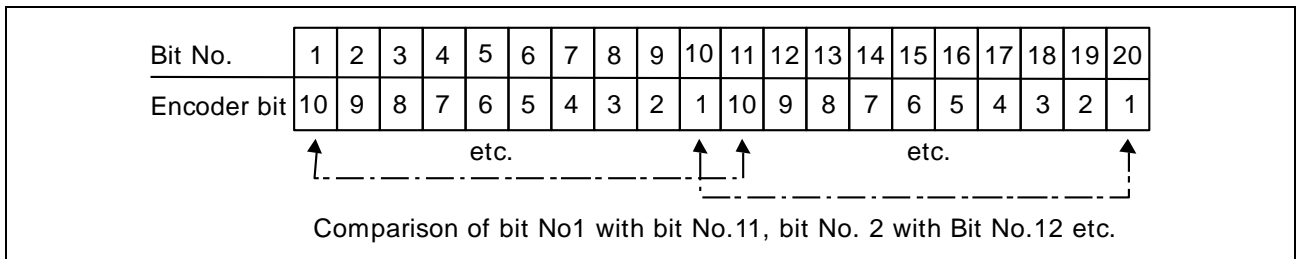 Bit No. 1 2 3 4 5 6 7 8 9 10 11 12 13 14 15 16 17 18 19 20
Encoder bit 10 9 8 7 6 5 4 3 2 1 10 9 8 7 6 5 4 3 2 1
etc. etc.
Comparison of bit No1 with bit No.11, bit No. 2 with Bit No.12 etc.